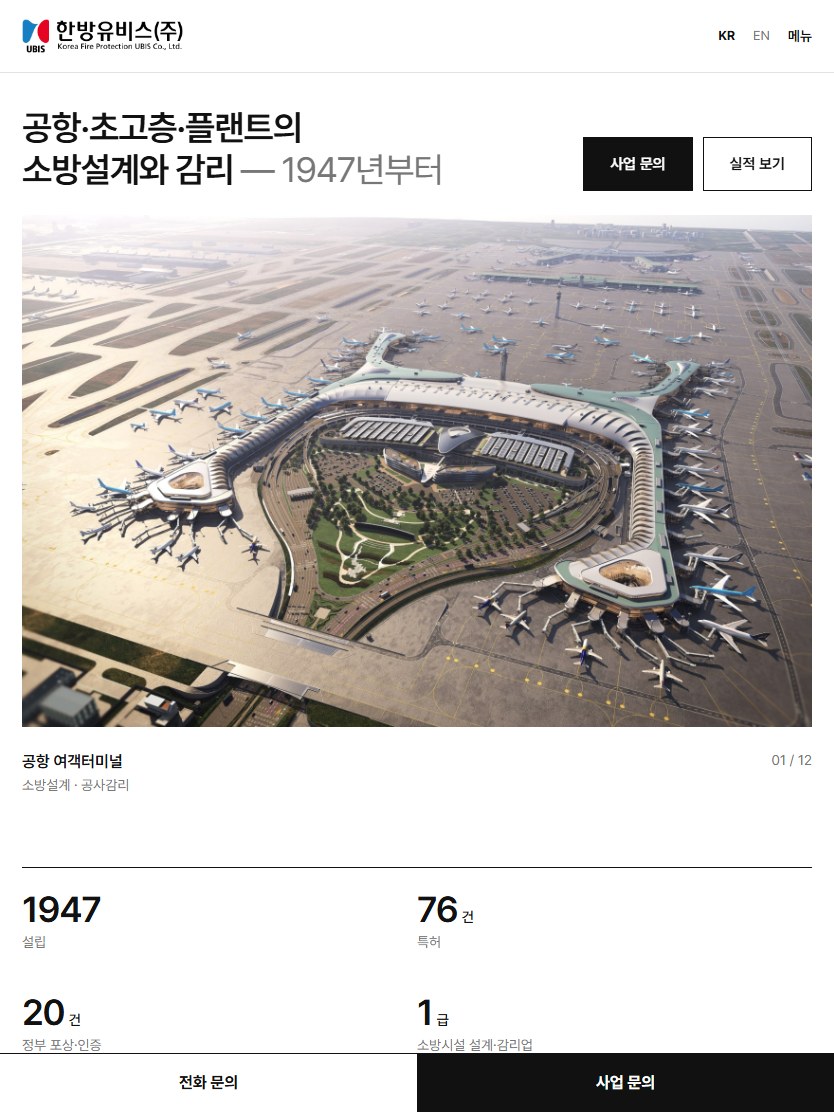 UBIS
한방유비스(주)
Korea Fire Protection UBIS Co., Ltd.
KR EN 메뉴
공항·초고층·플랜트의
소방설계와 감리 — 1947년부터
사업 문의
실적 보기
공항 여객터미널
01 / 12
소방설계 · 공사감리
1947
설립
76 건
특허
20 건
정부 포상·인증
1 급
소방시설 설계·감리업
전화 문의
사업 문의